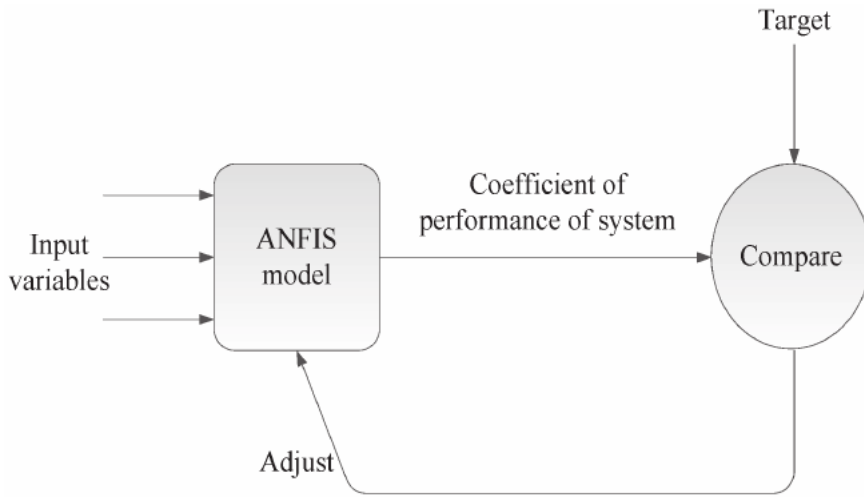 Target
Coefficient of
performance of system
Input
variables
ANFIS
model
Compare
Adjust